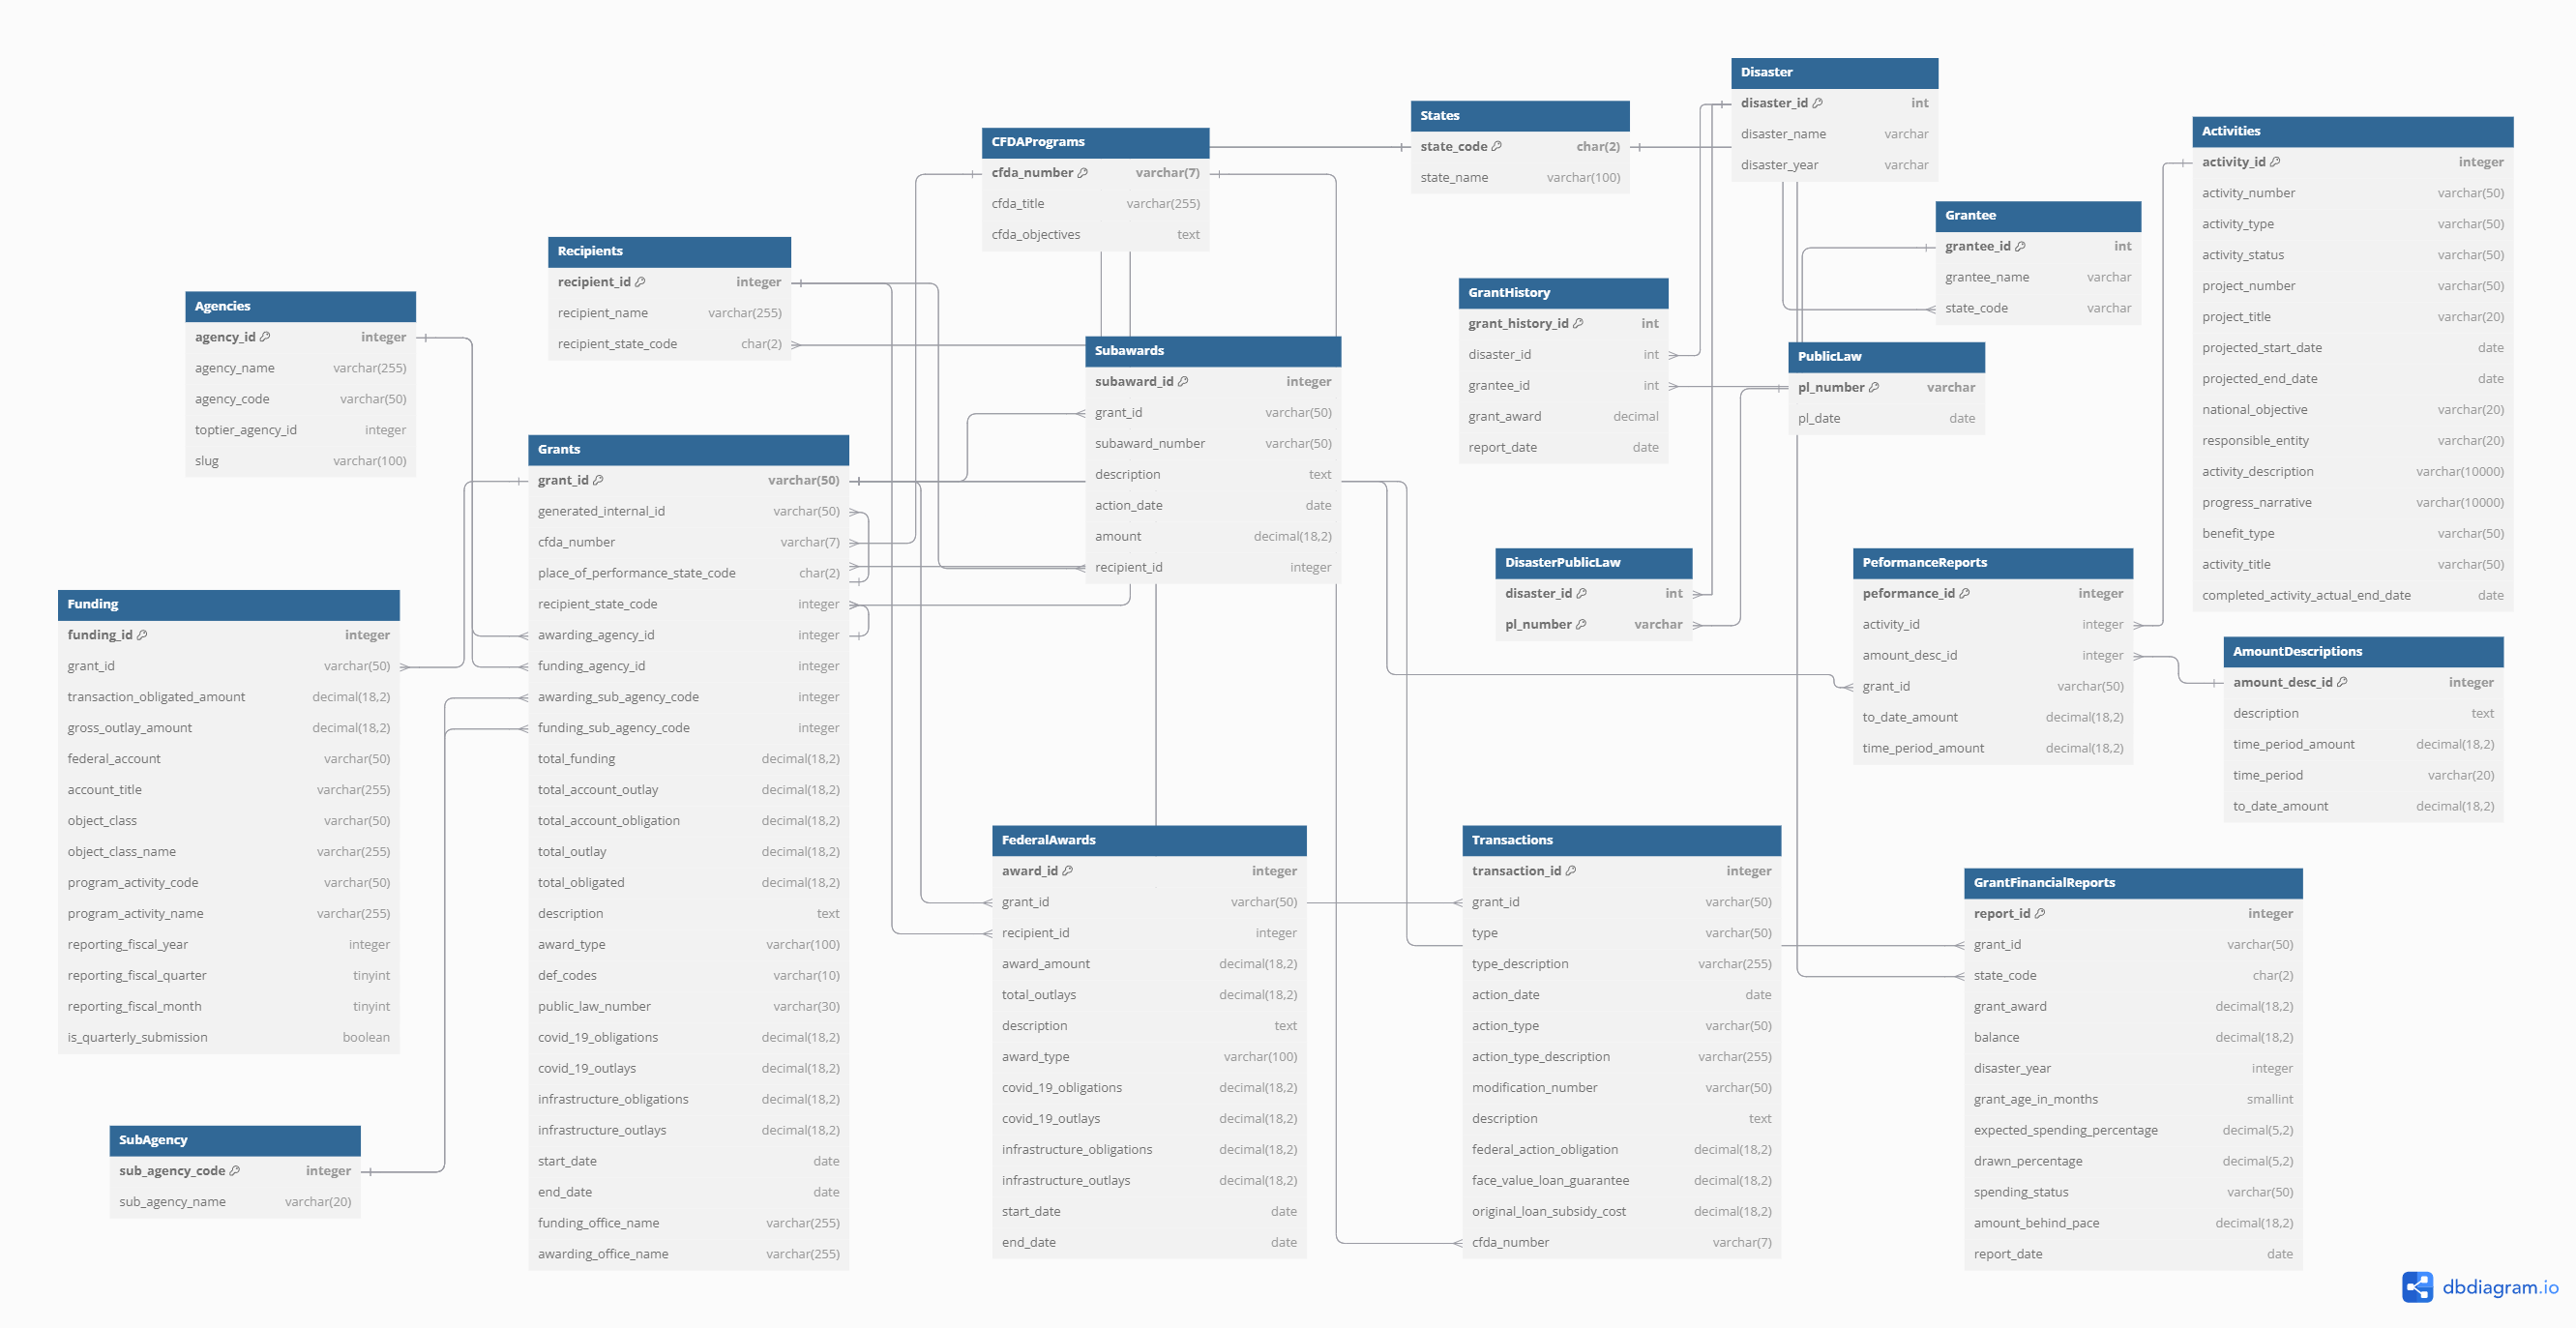 Disaster
disaster_id int
disaster_name varchar
disaster_year varchar
States
state_code char(2)
state_name varchar(100)
Activities
activity_id integer
activity_number varchar(50)
activity_type varchar(50)
activity_status varchar(50)
project_number varchar(50)
project_title varchar(20)
projected_start_date date
projected_end_date date
national_objective varchar(20)
responsible_entity varchar(20)
activity_description varchar(10000)
progress_narrative varchar(10000)
benefit_type varchar(50)
activity_title varchar(50)
completed_activity_actual_end_date date
CFDAPrograms
cfda_number varchar(7)
cfda_title varchar(255)
cfda_objectives text
Grantee
grantee_id int
grantee_name varchar
state_code varchar
Recipients
recipient_id integer
recipient_name varchar(255)
recipient_state_code char(2)
GrantHistory
grant_history_id int
disaster_id int
grantee_id int
grant_award decimal
report_date date
Agencies
agency_id integer
agency_name varchar(255)
agency_code varchar(50)
toptier_agency_id integer
slug varchar(100)
Subawards
subaward_id integer
grant_id varchar(50)
subaward_number varchar(50)
description text
action_date date
amount decimal(18,2)
recipient_id integer
PublicLaw
pl_number varchar
pl_date date
Grants
grant_id varchar(50)
generated_internal_id varchar(50)
cfda_number varchar(7)
place_of_performance_state_code char(2)
recipient_state_code integer
awarding_agency_id integer
funding_agency_id integer
awarding_sub_agency_code integer
funding_sub_agency_code integer
total_funding decimal(18,2)
total_account_outlay decimal(18,2)
total_account_obligation decimal(18,2)
total_outlay decimal(18,2)
total_obligated decimal(18,2)
description text
award_type varchar(100)
def_codes varchar(10)
public_law_number varchar(30)
covid_19_obligations decimal(18,2)
covid_19_outlays decimal(18,2)
infrastructure_obligations decimal(18,2)
infrastructure_outlays decimal(18,2)
start_date date
end_date date
funding_office_name varchar(255)
awarding_office_name varchar(255)
DisasterPublicLaw
disaster_id int
pl_number varchar
PeformanceReports
peformance_id integer
activity_id integer
amount_desc_id integer
grant_id varchar(50)
to_date_amount decimal(18,2)
time_period_amount decimal(18,2)
Funding
funding_id integer
grant_id varchar(50)
transaction_obligated_amount decimal(18,2)
gross_outlay_amount decimal(18,2)
federal_account varchar(50)
account_title varchar(255)
object_class varchar(50)
object_class_name varchar(255)
program_activity_code varchar(50)
program_activity_name varchar(255)
reporting_fiscal_year integer
reporting_fiscal_quarter tinyint
reporting_fiscal_month tinyint
is_quarterly_submission boolean
AmountDescriptions
amount_desc_id integer
description text
time_period_amount decimal(18,2)
time_period varchar(20)
to_date_amount decimal(18,2)
FederalAwards
award_id integer
grant_id varchar(50)
recipient_id integer
award_amount decimal(18,2)
total_outlays decimal(18,2)
description text
award_type varchar(100)
covid_19_obligations decimal(18,2)
covid_19_outlays decimal(18,2)
infrastructure_obligations decimal(18,2)
infrastructure_outlays decimal(18,2)
start_date date
end_date date
Transactions
transaction_id integer
grant_id varchar(50)
type varchar(50)
type_description varchar(255)
action_date date
action_type varchar(50)
action_type_description varchar(255)
modification_number varchar(50)
description text
federal_action_obligation decimal(18,2)
face_value_loan_guarantee decimal(18,2)
original_loan_subsidy_cost decimal(18,2)
cfda_number varchar(7)
GrantFinancialReports
report_id integer
grant_id varchar(50)
state_code char(2)
grant_award decimal(18,2)
balance decimal(18,2)
disaster_year integer
grant_age_in_months smallint
expected_spending_percentage decimal(5,2)
drawn_percentage decimal(5,2)
spending_status varchar(50)
amount_behind_pace decimal(18,2)
report_date date
SubAgency
sub_agency_code integer
sub_agency_name varchar(20)
dbdiagram.io